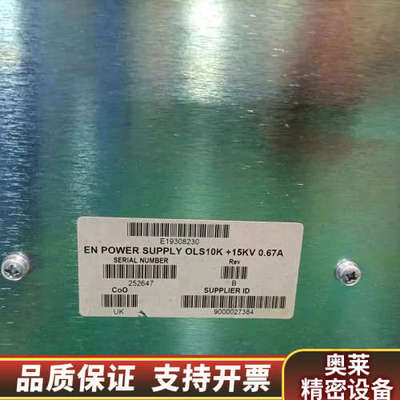 E19308230
EN POWER SUPPLY OLS10K +15KV 0.67A
SERIAL NUMBER Rev
252647 B
CoO SUPPLIER ID
UK 9000027384
品质保证 支持开票
奥莱
精密设备